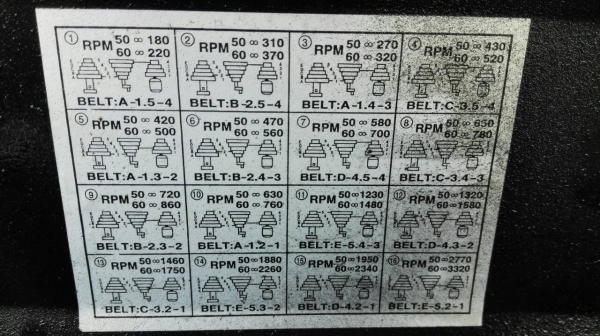 ① RPM 50 ∞ 180
60 ∞ 220
BELT:A-1.5-4
② RPM 50 ∞ 310
60 ∞ 370
BELT:B-2.5-4
③ RPM 50 ∞ 270
60 ∞ 320
BELT:A-1.4-3
④ RPM 50 ∞ 430
60 ∞ 520
BELT:C-3.5-4
⑤ RPM 50 ∞ 420
60 ∞ 500
BELT:A-1.3-2
⑥ RPM 50 ∞ 470
60 ∞ 560
BELT:B-2.4-3
⑦ RPM 50 ∞ 580
60 ∞ 700
BELT:D-4.5-4
⑧ RPM 50 ∞ 650
60 ∞ 780
BELT:C-3.4-3
⑨ RPM 50 ∞ 720
60 ∞ 860
BELT:B-2.3-2
⑩ RPM 50 ∞ 630
60 ∞ 760
BELT:A-1.2-1
⑪ RPM 50∞1230
60∞1480
BELT:E-5.4-3
⑫ RPM 50∞1320
60∞1580
BELT:D-4.3-2
⑬ RPM 50∞1460
60∞1750
BELT:C-3.2-1
⑭ RPM 50∞1880
60∞2260
BELT:E-5.3-2
⑮ RPM 50∞1950
60∞2340
BELT:D-4.2-1
⑯ RPM 50∞2770
60∞3320
BELT:E-5.2-1